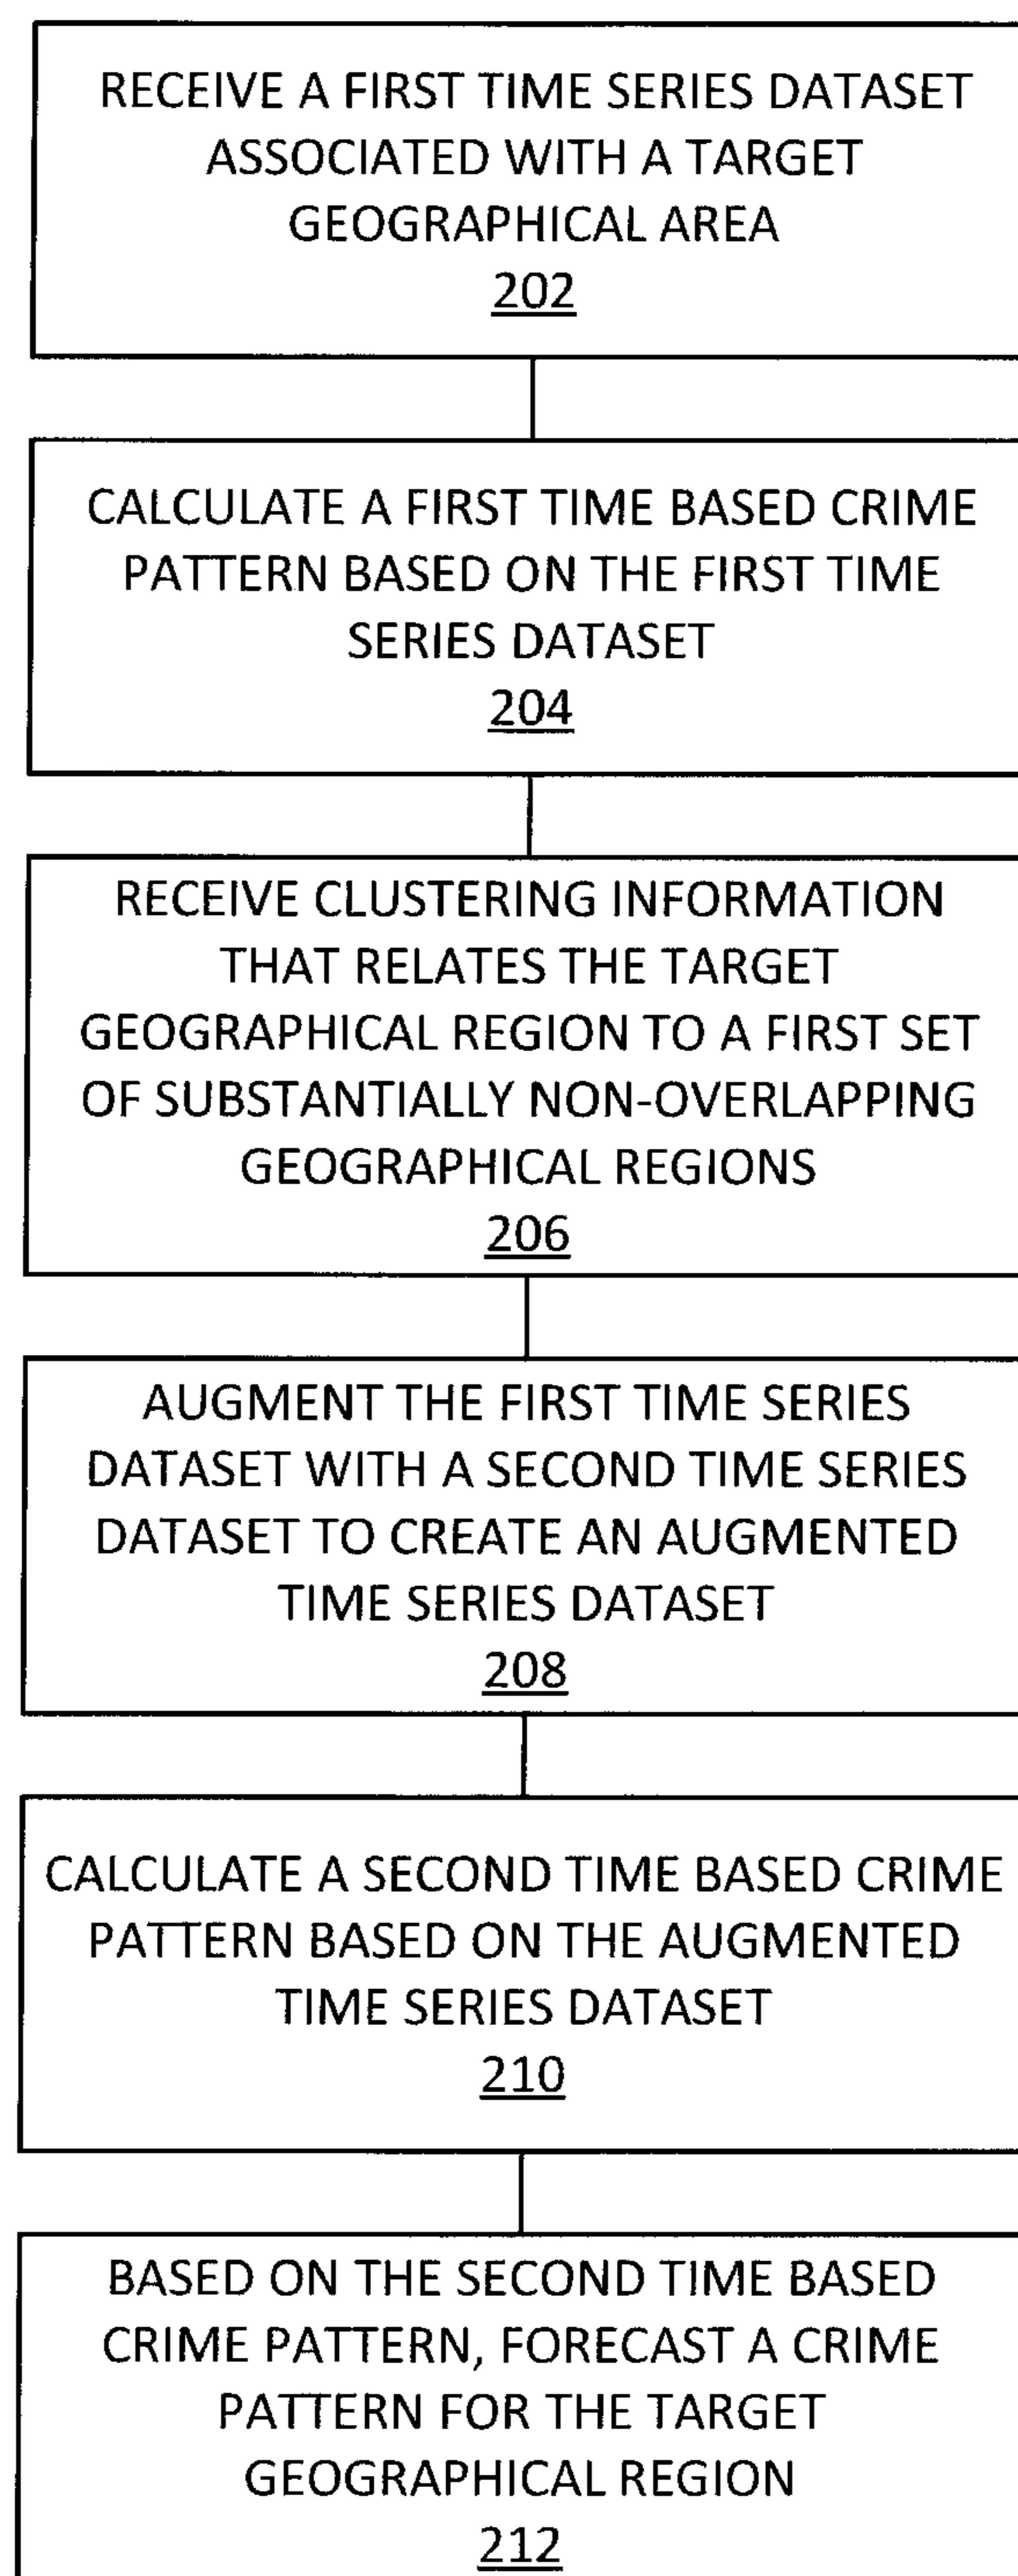 RECEIVE A FIRST TIME SERIES DATASET
ASSOCIATED WITH A TARGET
GEOGRAPHICAL AREA
202
CALCULATE A FIRST TIME BASED CRIME
PATTERN BASED ON THE FIRST TIME
SERIES DATASET
204
RECEIVE CLUSTERING INFORMATION
THAT RELATES THE TARGET
GEOGRAPHICAL REGION TO A FIRST SET
OF SUBSTANTIALLY NON-OVERLAPPING
GEOGRAPHICAL REGIONS
206
AUGMENT THE FIRST TIME SERIES
DATASET WITH A SECOND TIME SERIES
DATASET TO CREATE AN AUGMENTED
TIME SERIES DATASET
208
CALCULATE A SECOND TIME BASED CRIME
PATTERN BASED ON THE AUGMENTED
TIME SERIES DATASET
210
BASED ON THE SECOND TIME BASED
CRIME PATTERN, FORECAST A CRIME
PATTERN FOR THE TARGET
GEOGRAPHICAL REGION
212